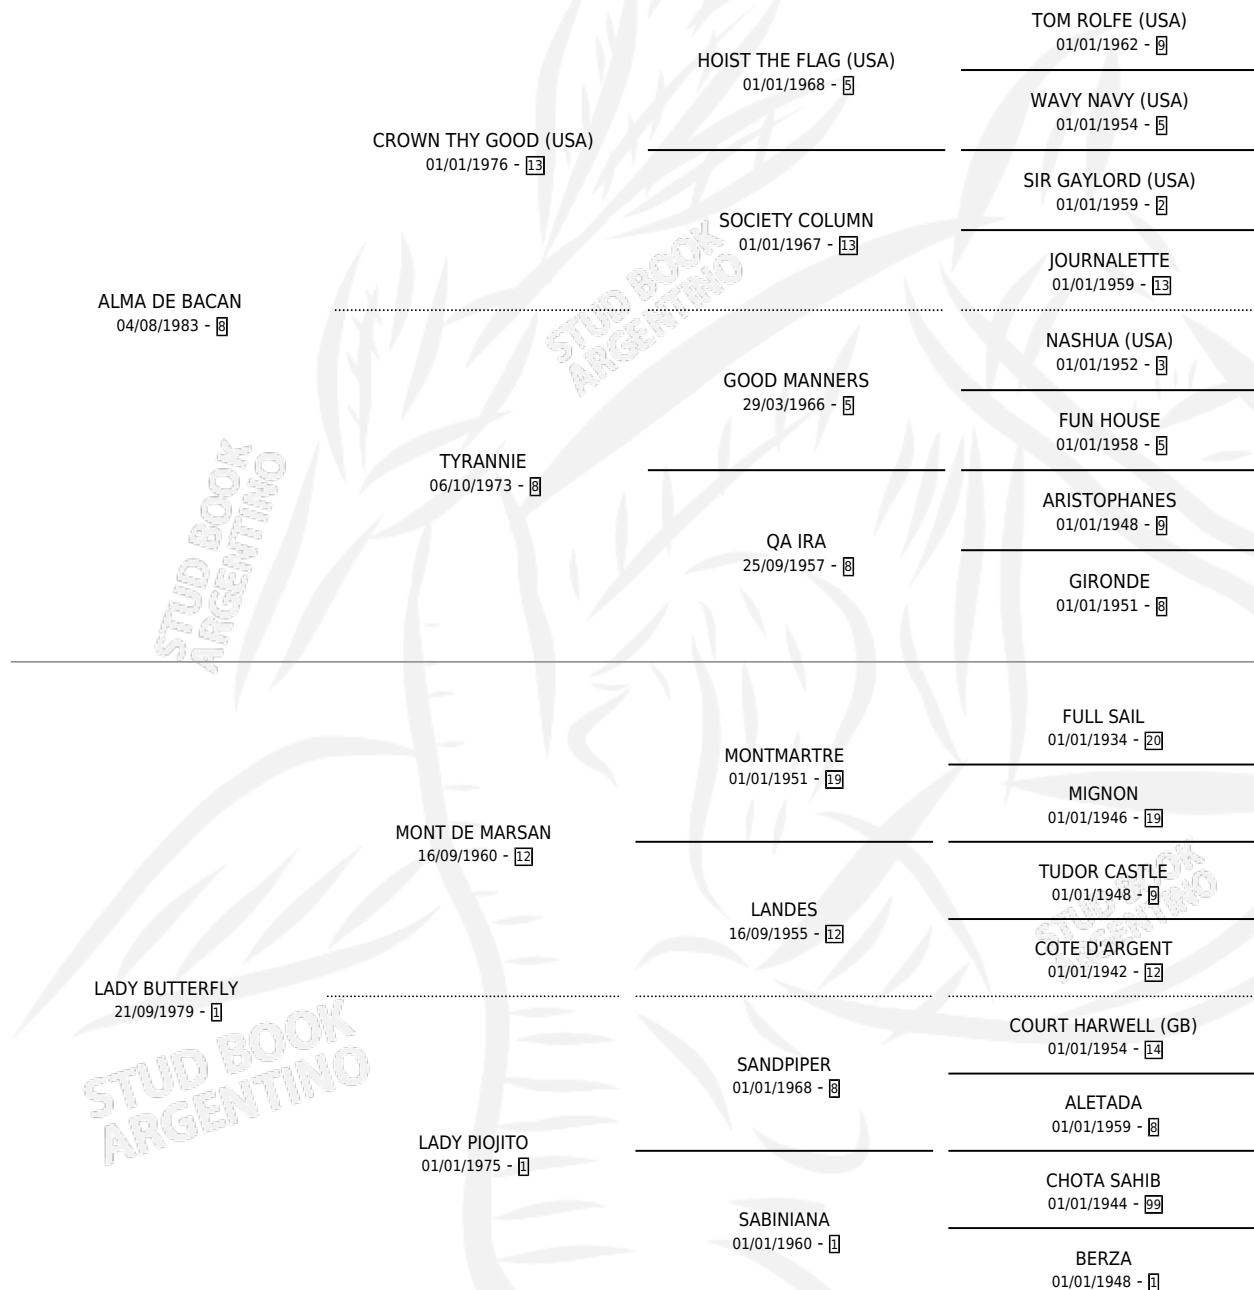 TOM ROLFE (USA)
01/01/1962 - 9
HOIST THE FLAG (USA)
01/01/1968 - 5
WAVY NAVY (USA)
01/01/1954 - 5
CROWN THY GOOD (USA)
01/01/1976 - 13
SIR GAYLORD (USA)
01/01/1959 - 2
SOCIETY COLUMN
01/01/1967 - 13
JOURNALETTE
01/01/1959 - 13
ALMA DE BACAN
04/08/1983 - 8
NASHUA (USA)
01/01/1952 - 3
GOOD MANNERS
29/03/1966 - 5
FUN HOUSE
01/01/1958 - 5
TYRANNIE
06/10/1973 - 8
ARISTOPHANES
01/01/1948 - 9
QA IRA
25/09/1957 - 8
GIRONDE
01/01/1951 - 8
STUD BOOK
ARGENTINO
STUD BOOK
ARGENTINO
FULL SAIL
01/01/1934 - 20
MONTMARTRE
01/01/1951 - 19
MIGNON
01/01/1946 - 19
MONT DE MARSAN
16/09/1960 - 12
TUDOR CASTLE
01/01/1948 - 9
LANDES
16/09/1955 - 12
COTE D'ARGENT
01/01/1942 - 12
LADY BUTTERFLY
21/09/1979 - 1
COURT HARWELL (GB)
01/01/1954 - 14
SANDPIPER
01/01/1968 - 8
ALETADA
01/01/1959 - 8
LADY PIOJITO
01/01/1975 - 1
CHOTA SAHIB
01/01/1944 - 99
SABINIANA
01/01/1960 - 1
BERZA
01/01/1948 - 1
STUD BOOK
ARGENTINO
STUD BOOK
ARGENTINO